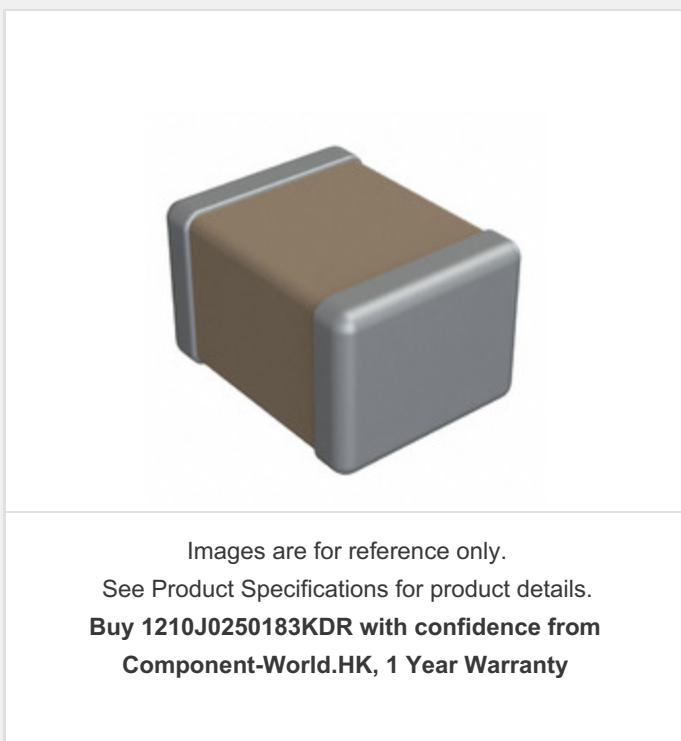 Images are for reference only.
See Product Specifications for product details.
Buy 1210J0250183KDR with confidence from
Component-World.HK, 1 Year Warranty